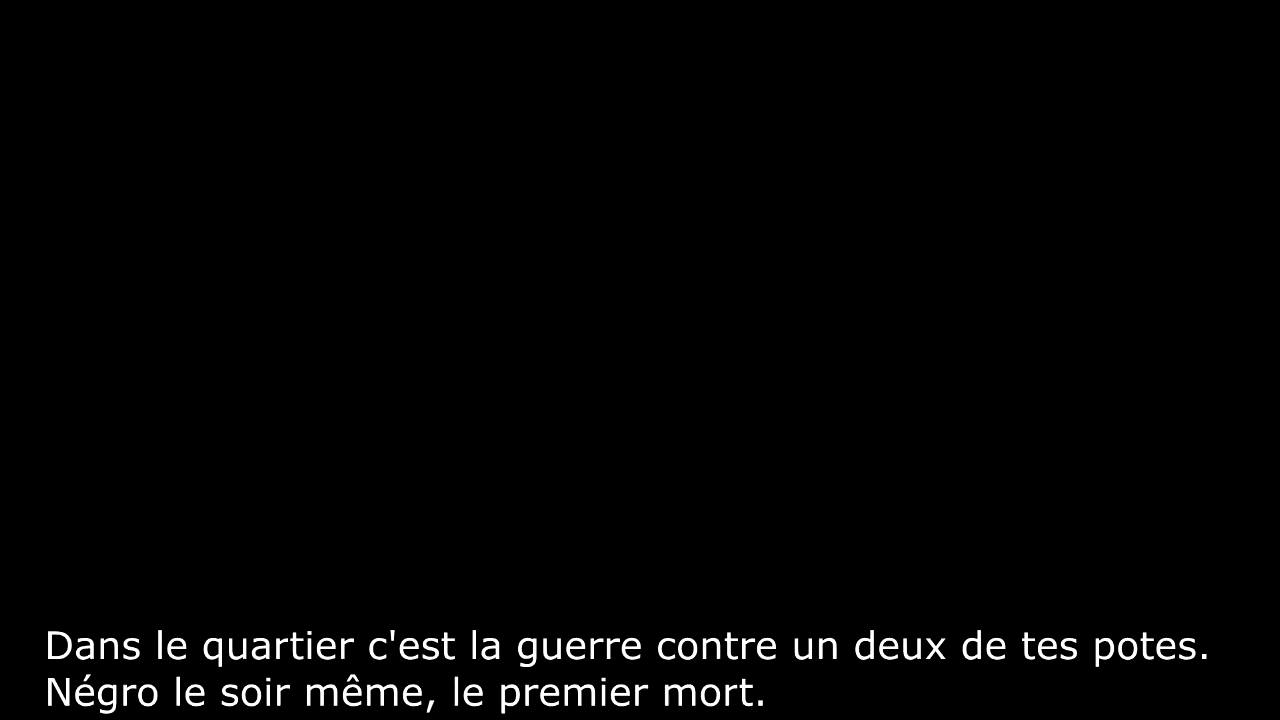 Dans le quartier c'est la guerre contre un deux de tes potes.
Négro le soir même, le premier mort.